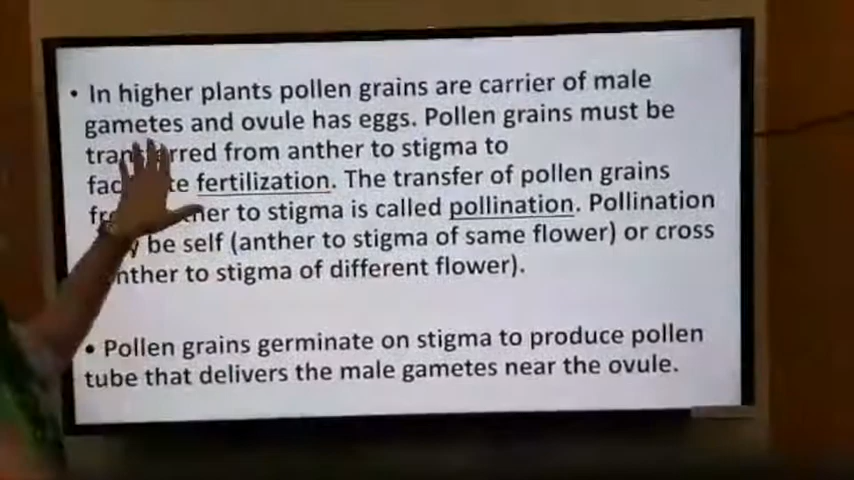 • In higher plants pollen grains are carrier of male
gametes and ovule has eggs. Pollen grains must be
from anther to stigma to
fertilization. The transfer of pollen grains
to stigma is called pollination. Pollination
be self (anther to stigma of same flower) or cross
anther to stigma of different flower).
• Pollen grains germinate on stigma to produce pollen
tube that delivers the male gametes near the ovule.